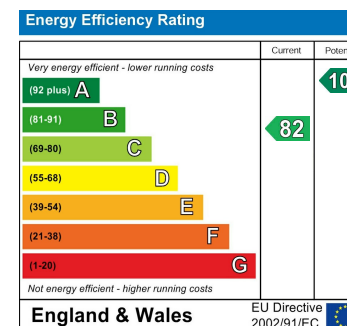 Energy Efficiency Rating
Current
Very energy efficient - lower running costs
(92 plus) A
(81-91) B
82
(69-80) C
(55-68) D
(39-54) E
(21-38) F
(1-20) G
Not energy efficient - higher running costs
England & Wales
EU Directive
2002/91/EC